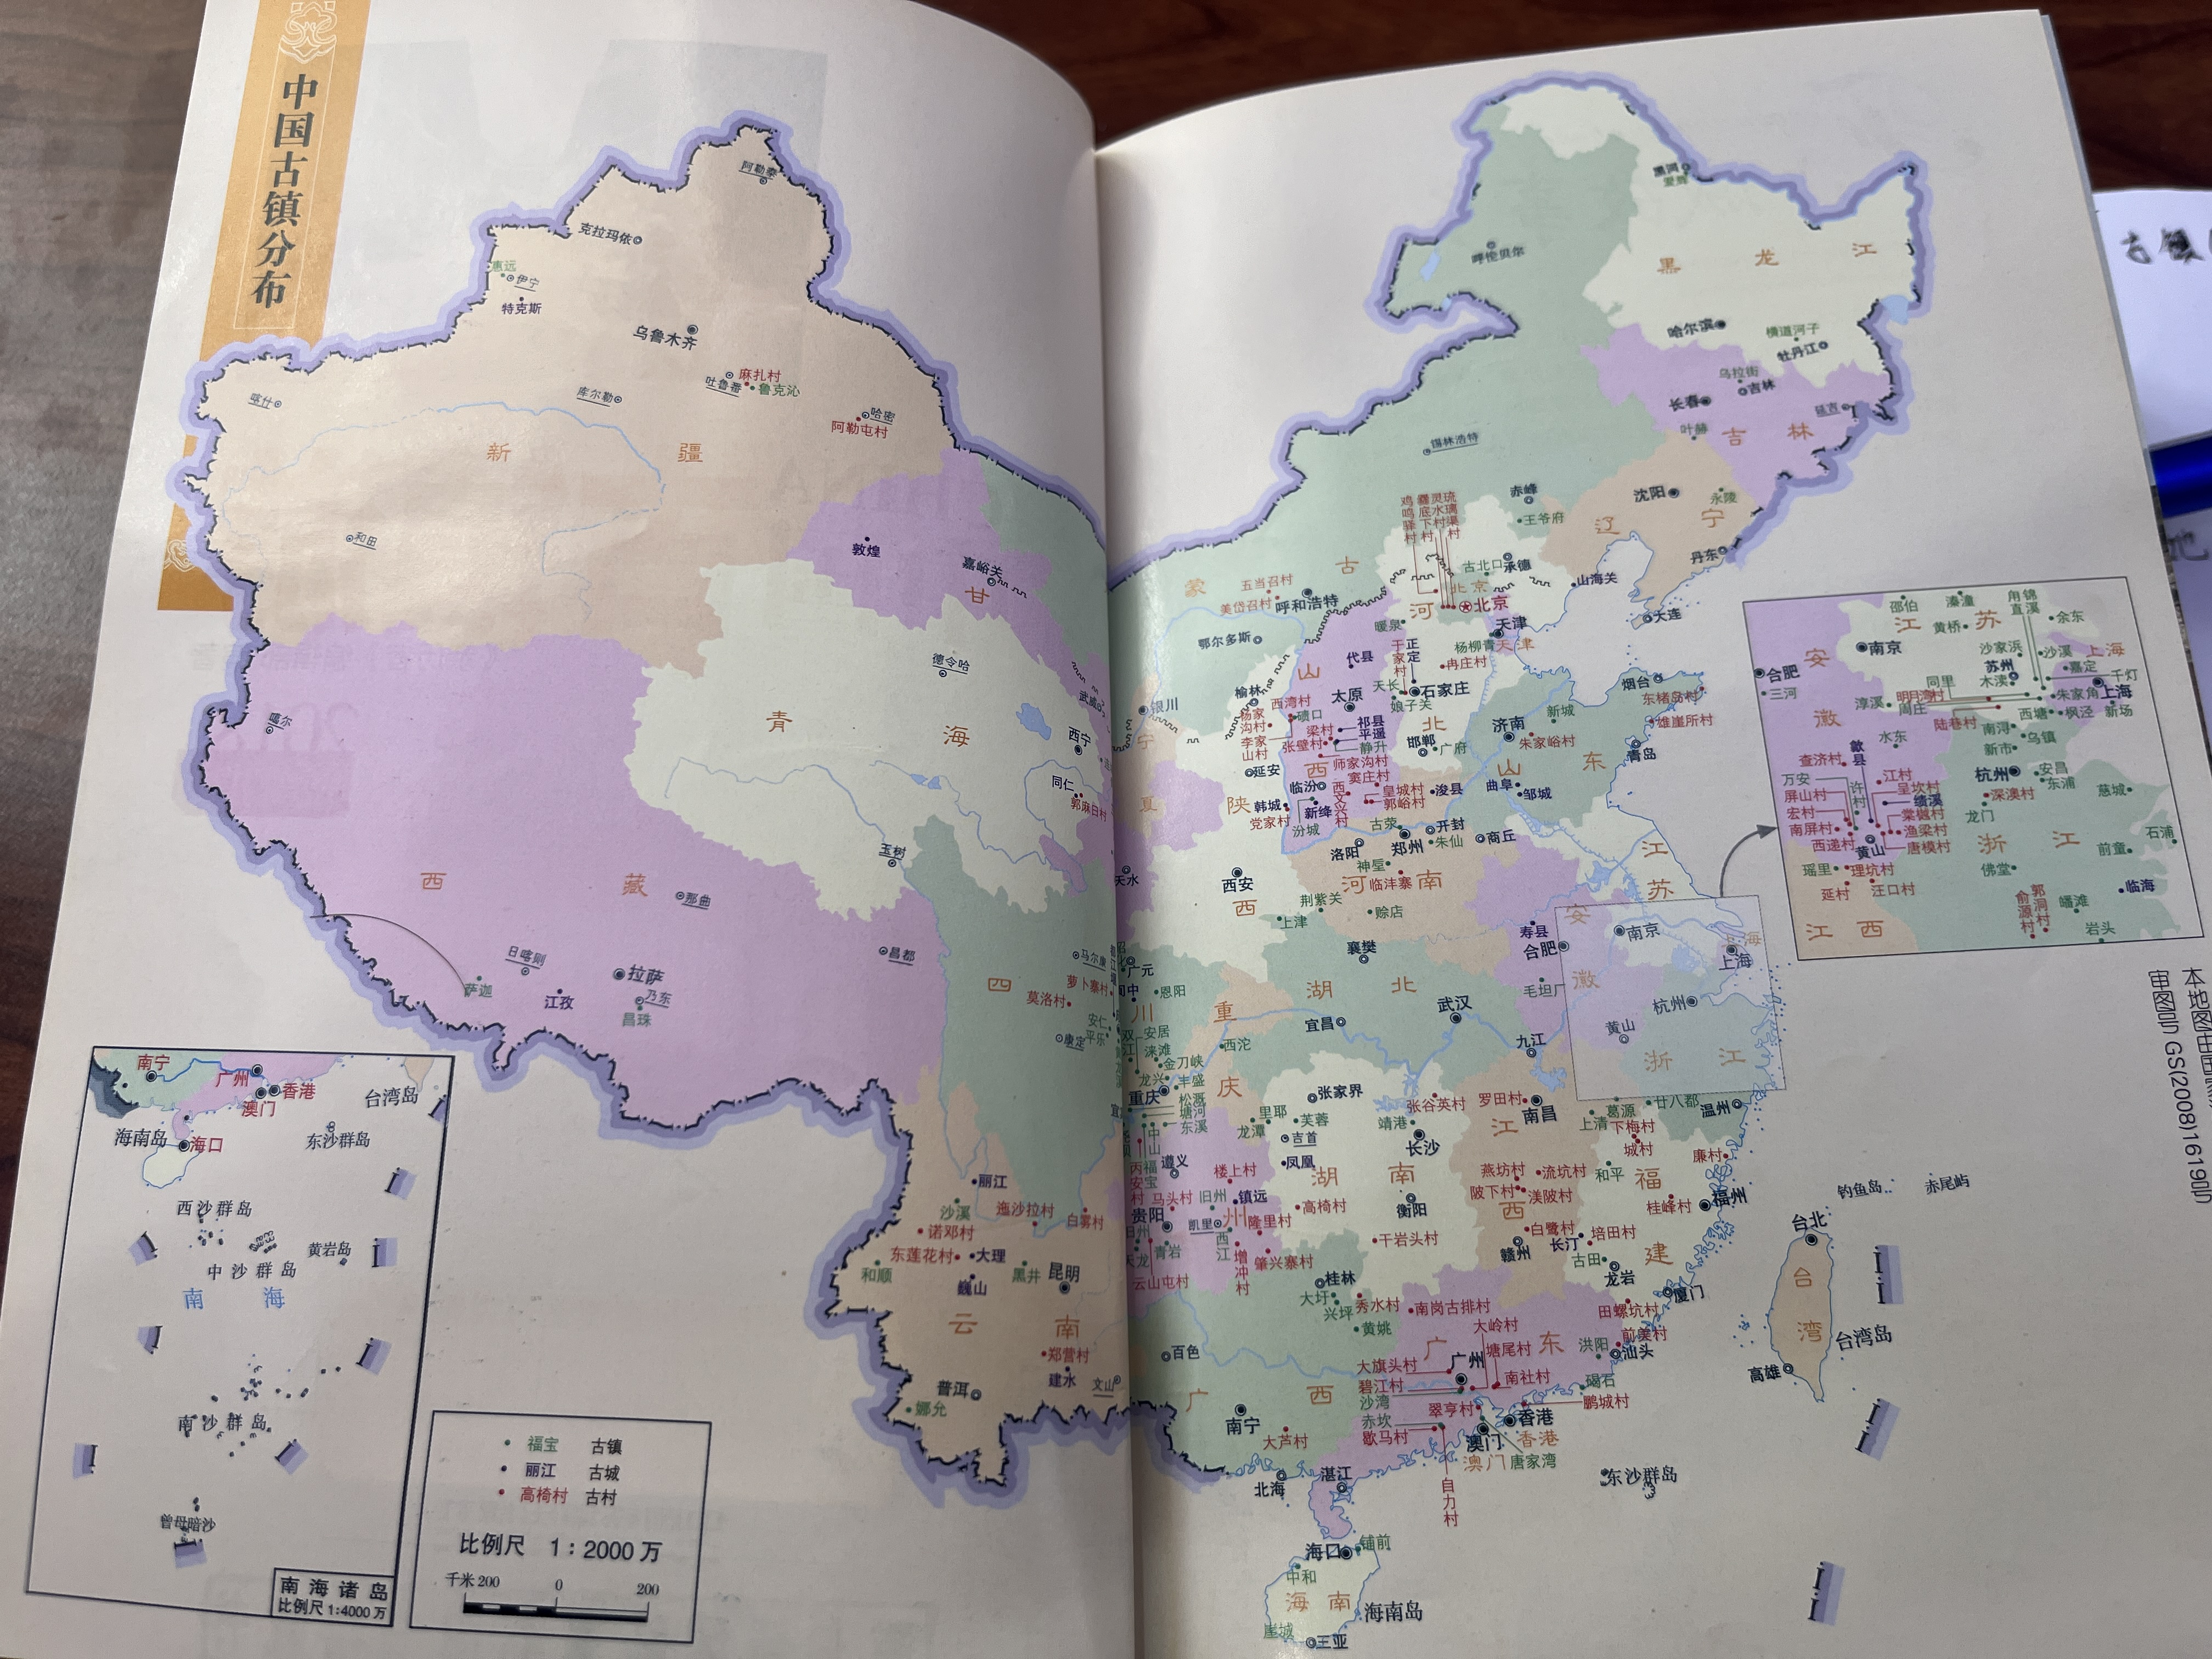 中国古镇分布
阿勒泰
克拉玛依
惠远
伊宁
特克斯
乌鲁木齐
吐鲁番
麻扎村
鲁克沁
哈密
阿勒屯村
库尔勒
喀什
新疆
和田
敦煌
嘉峪关
甘
德令哈
武威
西宁
青海
同仁
郭麻日村
玉树
噶尔
西藏
那曲
昌都
日喀则
拉萨
乃东
昌珠
萨迦
江孜
马尔康
萝卜寨村
莫洛村
四川
康定
安仁
平乐
丽江
沙溪
诺邓村
迤沙拉村
白雾村
东莲花村
大理
和顺
巍山
黑井
昆明
云南
郑营村
建水
文山
普洱
娜允
南宁
广州
香港
澳门
台湾岛
海南岛
海口
东沙群岛
西沙群岛
中沙群岛
黄岩岛
南海
南沙群岛
曾母暗沙
南海诸岛
比例尺 1:4000万
福宝 古镇
丽江 古城
高椅村 古村
比例尺 1:2000万
千米 200 0 200
黑河
爱辉
呼伦贝尔
黑龙江
哈尔滨
横道河子
牡丹江
乌拉街
吉林
长春
延吉
叶赫
吉林
锡林浩特
沈阳
永陵
辽宁
丹东
大连
赤峰
王爷府
鸡鸣驿村
爨底下村
灵水村
琉璃渠村
古北口
承德
山海关
北京
北京
蒙古
五当召村
美岱召村
呼和浩特
鄂尔多斯
河北
暖泉
天津
杨柳青
天津
冉庄村
于家村
正定
石家庄
天长
娘子关
代县
山西
太原
榆林
银川
宁夏
西湾村
碛口
杨家沟村
李家山村
梁村
张壁村
祁县
平遥
静升
师家沟村
窦庄村
邯郸
广府
延安
临汾
西文兴村
皇城村
郭峪村
浚县
韩城
党家村
新绛
汾城
陕西
西安
天水
济南
新城
朱家峪村
烟台
东楮岛村
雄崖所村
青岛
山东
曲阜
邹城
古荥
开封
商丘
洛阳
郑州
朱仙
神垕
河南
临沣寨
荆紫关
赊店
上津
襄樊
湖北
武汉
宜昌
寿县
合肥
毛坦厂
安徽
江苏
南京
上海
上海
杭州
黄山
浙江
九江
广元
恩阳
重庆
安居
涞滩
西沱
金刀峡
龙兴
丰盛
重庆
松溉
塘河
东溪
张家界
里耶
芙蓉
龙潭
吉首
凤凰
湖南
张谷英村
靖港
长沙
罗田村
南昌
江西
葛源
廿八都
温州
上清
下梅村
城村
廉村
燕坊村
流坑村
和平
福建
陂下村
渼陂村
桂峰村
福州
白鹭村
培田村
赣州
长汀
古田
龙岩
厦门
遵义
楼上村
马头村
旧州
镇远
贵阳
凯里
隆里村
州
西江
青岩
增冲村
肇兴寨村
云山屯村
高椅村
衡阳
干岩头村
桂林
大圩
兴坪
秀水村
黄姚
南岗古排村
广东
大岭村
塘尾村
南社村
大旗头村
广州
碧江村
沙湾
赤坎
歇马村
翠亨村
自力村
田螺坑村
前美村
洪阳
汕头
碣石
鹏城村
香港
香港
澳门
澳门
唐家湾
百色
广西
南宁
大芦村
北海
湛江
海口
铺前
中和
海南
海南岛
崖城
三亚
东沙群岛
台北
台湾
台湾岛
高雄
钓鱼岛
赤尾屿
邵伯
溱潼
甪直
锦溪
余东
江苏
黄桥
南京
沙家浜
沙溪
上海
嘉定
苏州
木渎
千灯
合肥
三河
安徽
同里
明月湾村
周庄
淳溪
朱家角
上海
陆巷村
西塘
枫泾
新场
南浔
乌镇
水东
新市
查济村
歙县
杭州
安昌
东浦
慈城
万安
许村
江村
呈坎村
绩溪
深澳村
屏山村
宏村
棠樾村
龙门
南屏村
渔梁村
西递村
黄山
唐模村
浙江
石浦
前童
瑶里
理坑村
汪口村
延村
佛堂
临海
郭洞村
俞源村
皤滩
岩头
江西
审图号 GS(2008)1619号